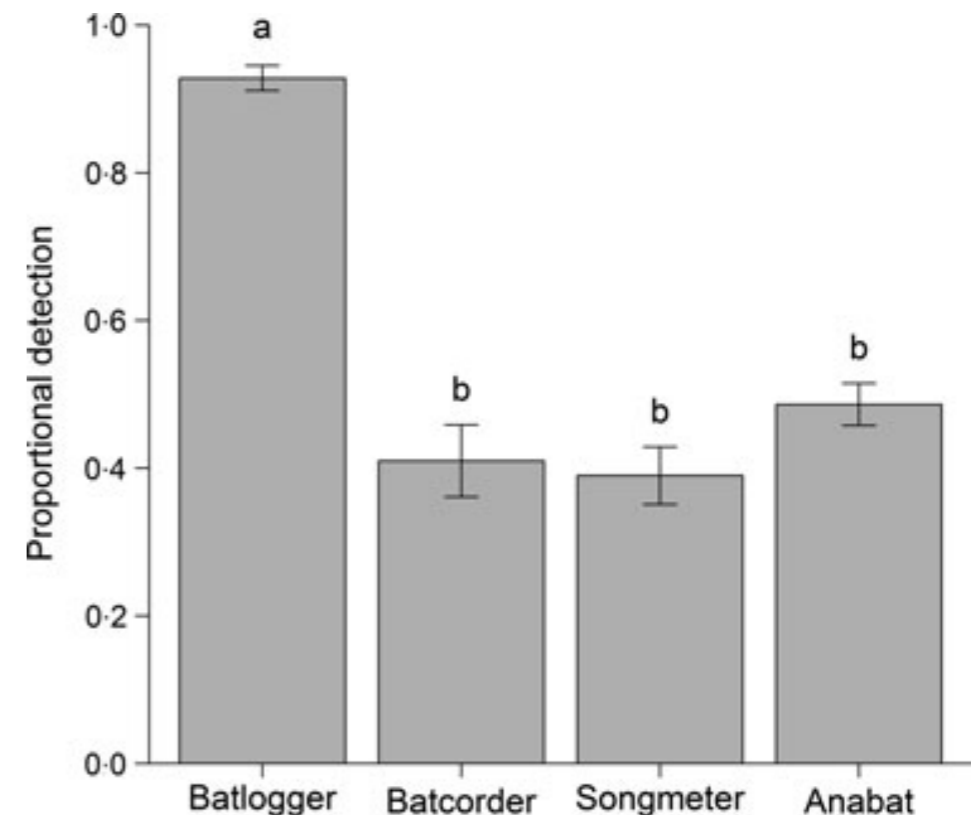 Proportional detection
1·0
0·8
0·6
0·4
0·2
0·0
a
b
b
b
Batlogger
Batcorder
Songmeter
Anabat